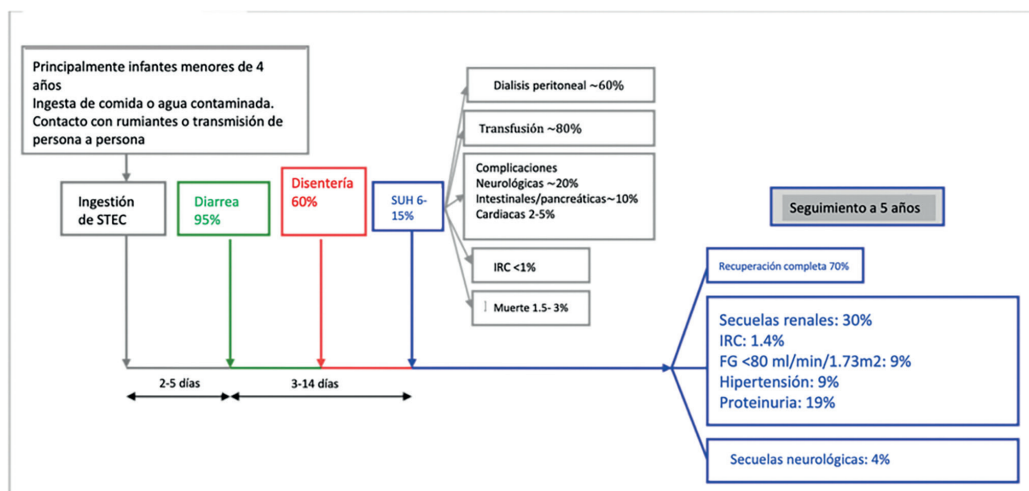 Principalmente infantes menores de 4
años
Ingesta de comida o agua contaminada.
Contacto con rumiantes o transmisión de
persona a persona
Ingestión
de STEC
Diarrea
95%
Disentería
60%
SUH 6-
15%
Dialisis peritoneal ~60%
Transfusión ~80%
Complicaciones
Neurológicas ~20%
Intestinales/pancreáticas~10%
Cardíacas 2-5%
IRC <1%
Muerte 1.5- 3%
2-5 días
3-14 días
Seguimiento a 5 años
Recuperación completa 70%
Secuelas renales: 30%
IRC: 1.4%
FG <80 ml/min/1.73m2: 9%
Hipertensión: 9%
Proteinuria: 19%
Secuelas neurológicas: 4%